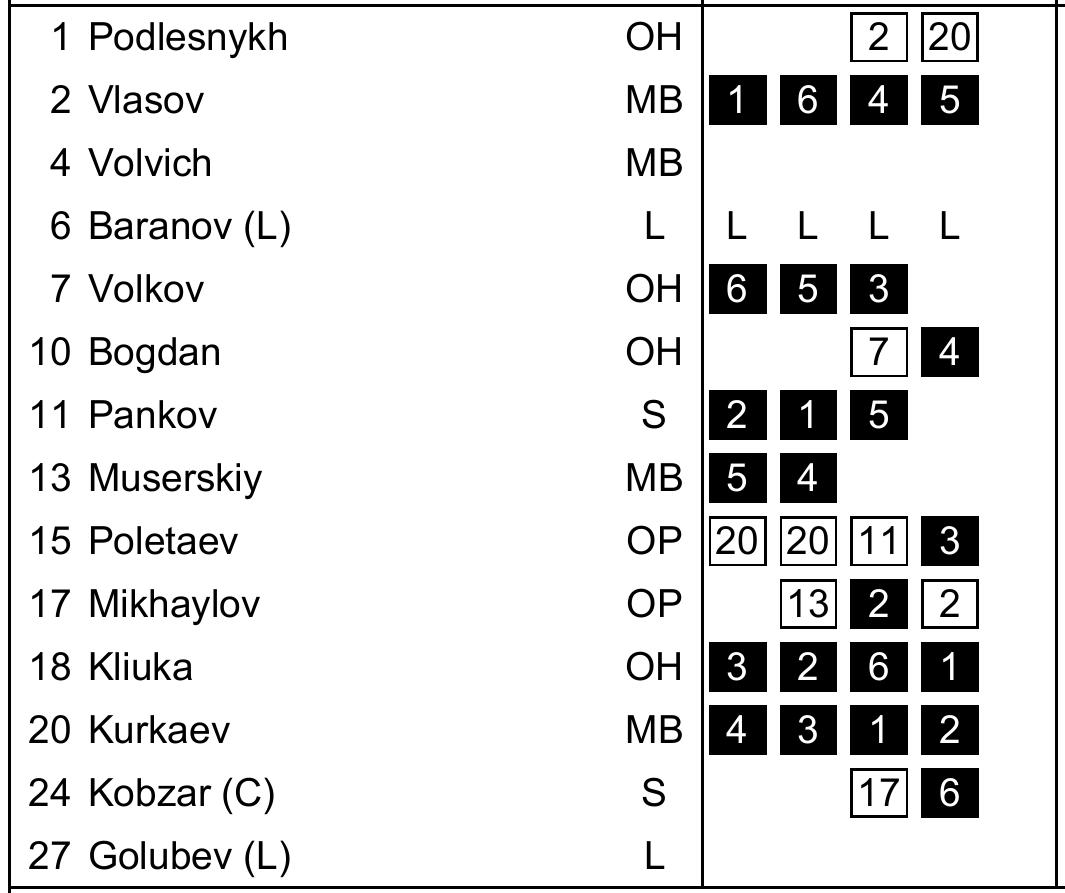 1 Podlesnykh OH 2 20
2 Vlasov MB 1 6 4 5
4 Volvich MB
6 Baranov (L) L L L L L
7 Volkov OH 6 5 3
10 Bogdan OH 7 4
11 Pankov S 2 1 5
13 Muserskiy MB 5 4
15 Poletaev OP 20 20 11 3
17 Mikhaylov OP 13 2 2
18 Kliuka OH 3 2 6 1
20 Kurkaev MB 4 3 1 2
24 Kobzar (C) S 17 6
27 Golubev (L) L